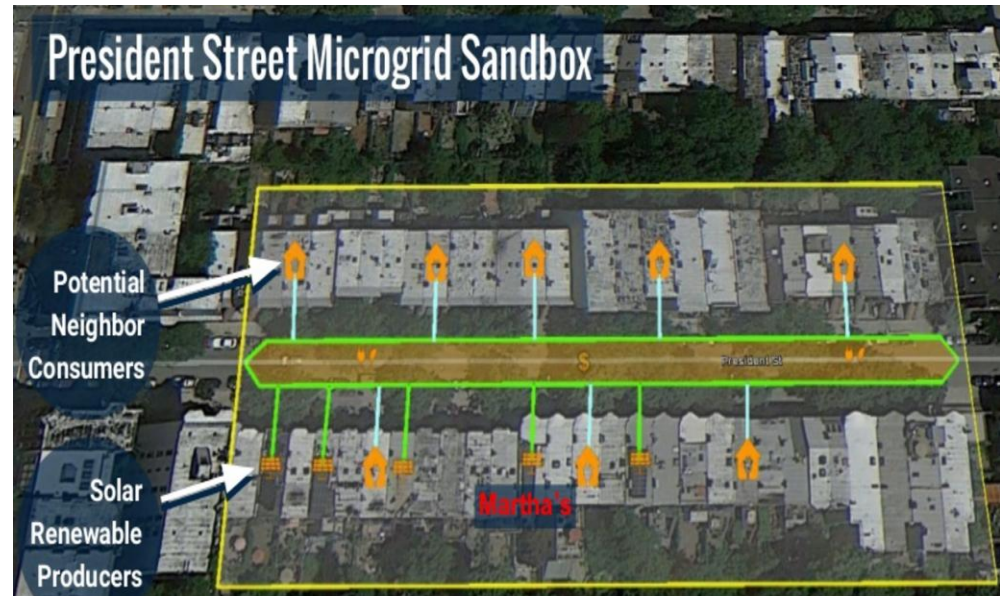 President Street Microgrid Sandbox
Potential
Neighbor
Consumers
$
President St
Solar
Renewable
Producers
Martha's